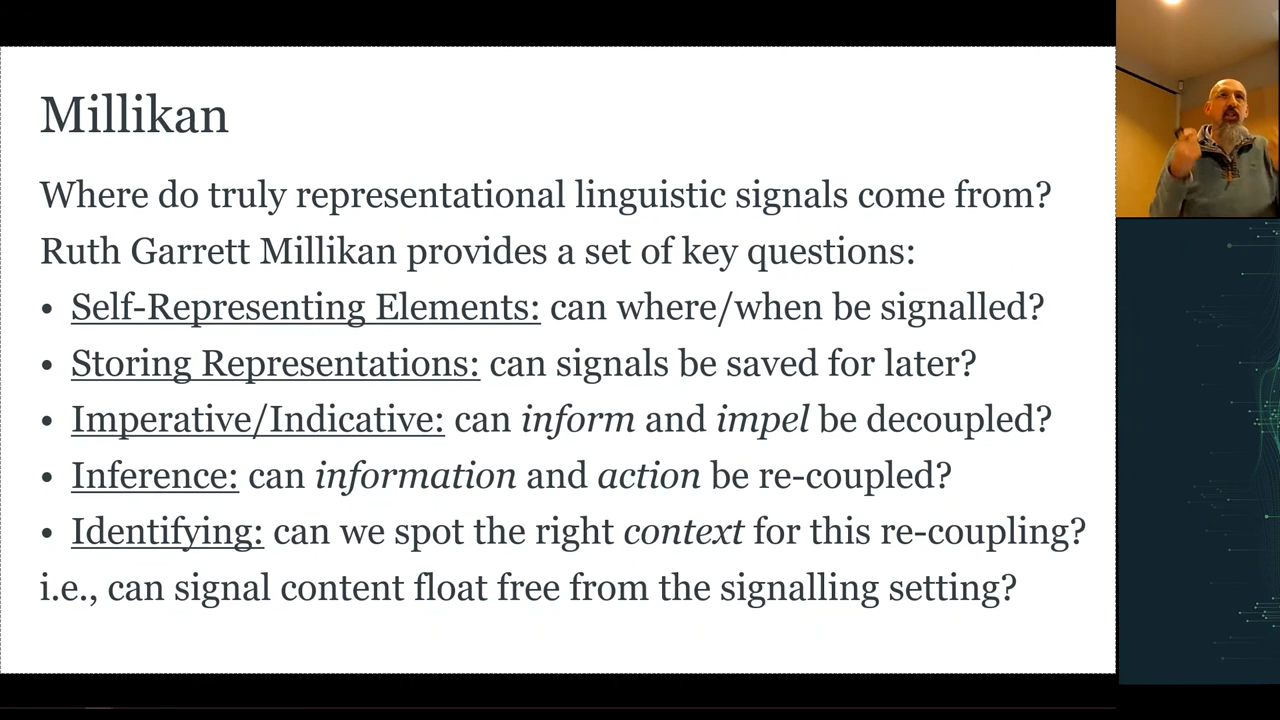 Millikan
Where do truly representational linguistic signals come from?
Ruth Garrett Millikan provides a set of key questions:
• Self-Representing Elements: can where/when be signalled?
• Storing Representations: can signals be saved for later?
• Imperative/Indicative: can inform and impel be decoupled?
• Inference: can information and action be re-coupled?
• Identifying: can we spot the right context for this re-coupling?
i.e., can signal content float free from the signalling setting?